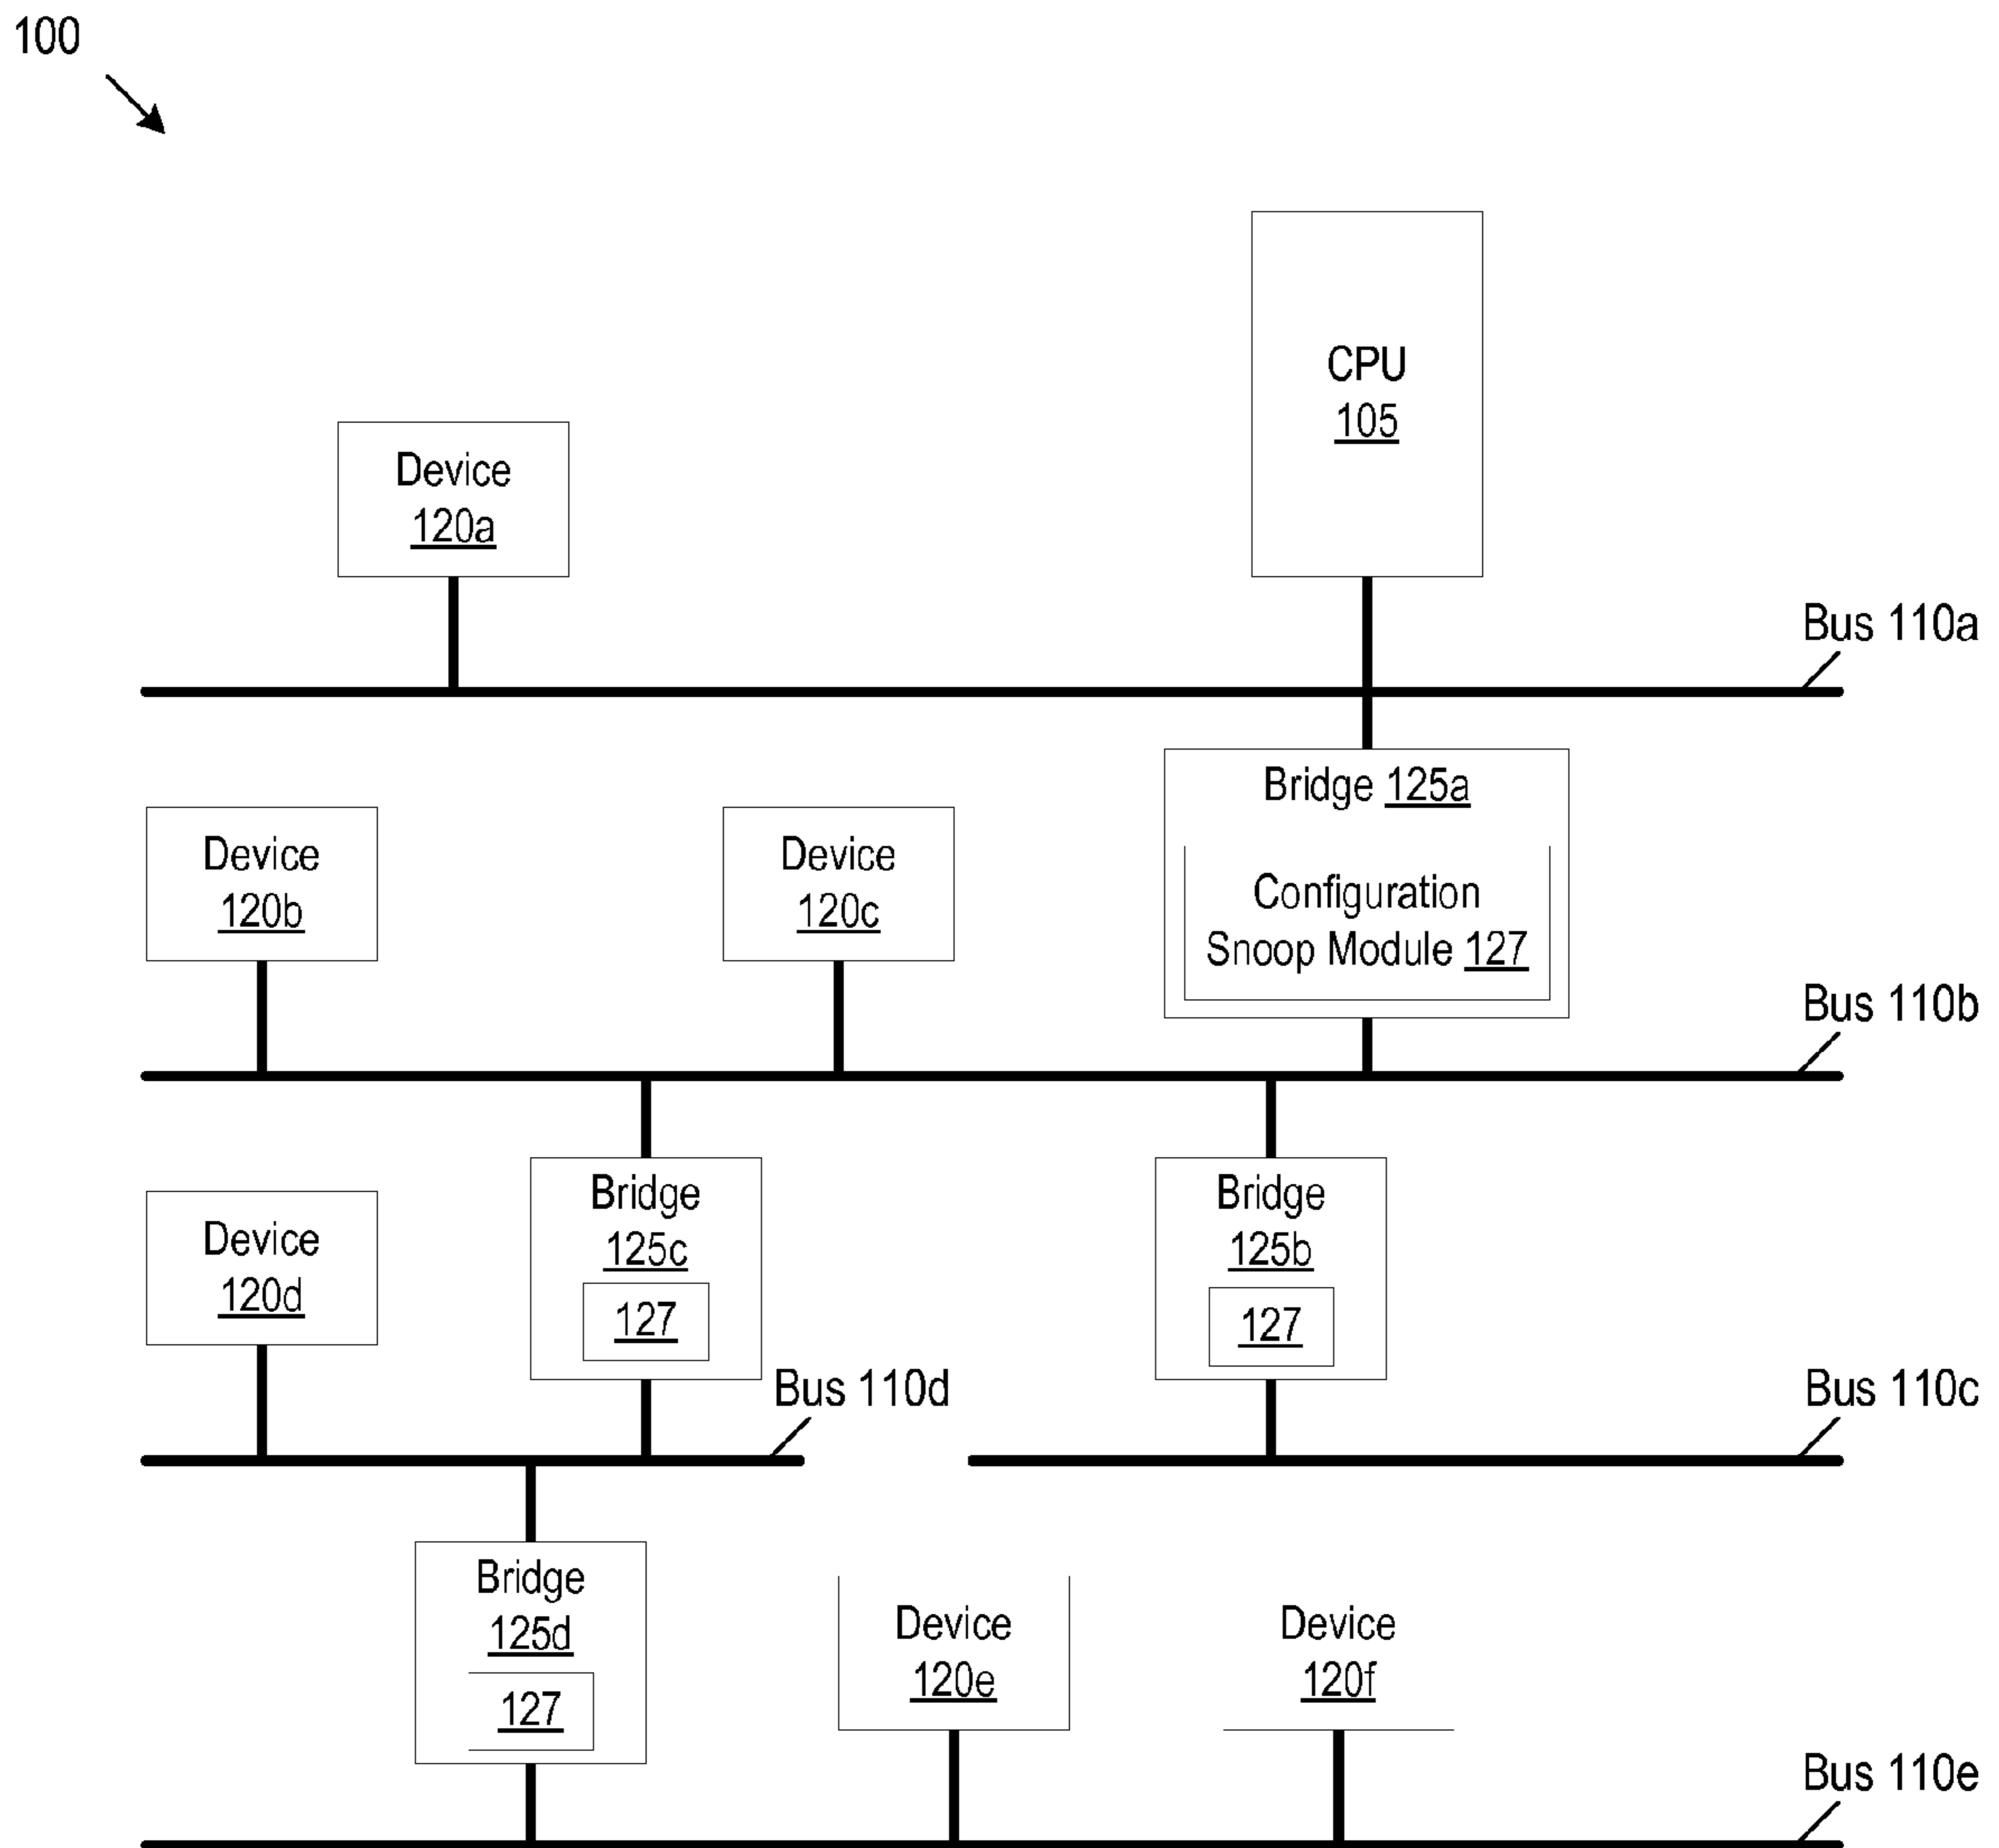 100
CPU
105
Device
120a
Bus 110a
Bridge 125a
Configuration
Snoop Module 127
Device
120b
Device
120c
Bus 110b
Bridge
125c
127
Bridge
125b
127
Device
120d
Bus 110d
Bus 110c
Bridge
125d
127
Device
120e
Device
120f
Bus 110e